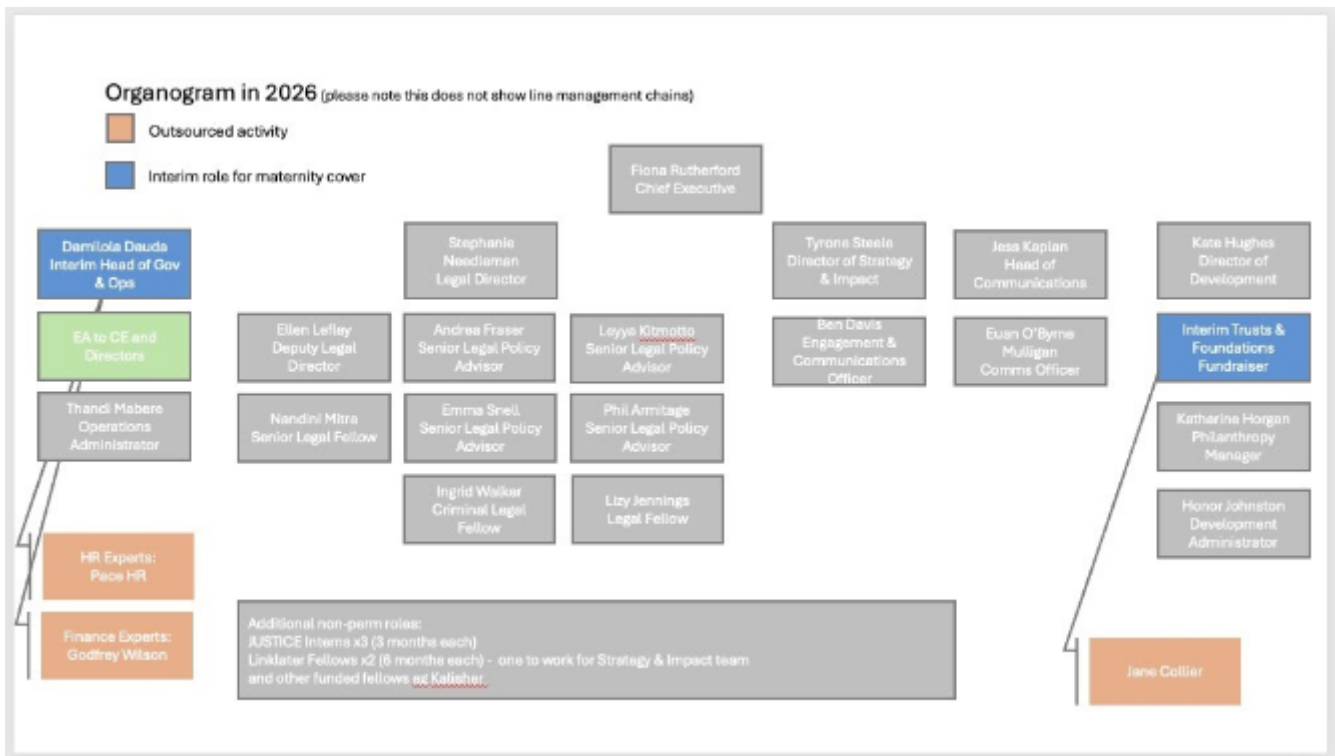 Organogram in 2026 (please note this does not show line management chains)
Outsourced activity
Interim role for maternity cover
Fiona Rutherford
Chief Executive
Damilola Dauda
Interim Head of Gov
& Ops
Stephanie
Needleman
Legal Director
Tyrone Steele
Director of Strategy
& Impact
Jess Kaplan
Head of
Communications
Kate Hughes
Director of
Development
EA to CE and
Directors
Ellen Lefley
Deputy Legal
Director
Andrea Fraser
Senior Legal Policy
Advisor
Leyya Kitmotto
Senior Legal Policy
Advisor
Ben Davis
Engagement &
Communications
Officer
Euan O'Byrne
Mulligan
Comms Officer
Interim Trusts &
Foundations
Fundraiser
Thandi Mabere
Operations
Administrator
Nandini Mitra
Senior Legal Fellow
Emma Snell
Senior Legal Policy
Advisor
Phil Armitage
Senior Legal Policy
Advisor
Katharine Horgan
Philanthropy
Manager
Ingrid Walker
Criminal Legal
Fellow
Lizy Jennings
Legal Fellow
Honor Johnston
Development
Administrator
HR Experts:
Pace HR
Finance Experts:
Godfrey Wilson
Additional non-perm roles:
JUSTICE Interns x3 (3 months each)
Linklater Fellows x2 (6 months each) - one to work for Strategy & Impact team
and other funded fellows eg Kalisher
Jane Collier